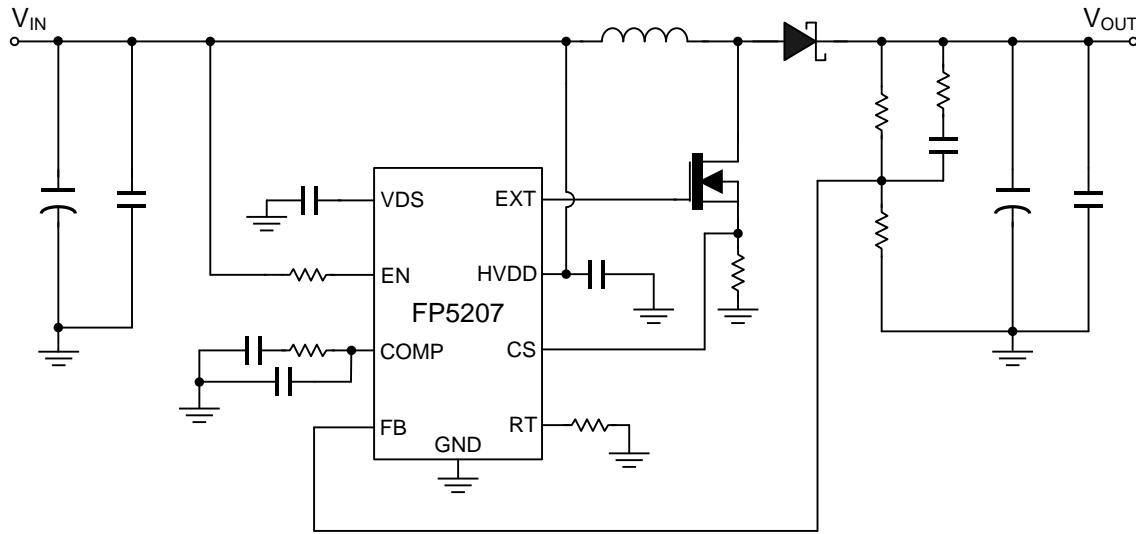 VIN
VOUT
VDS
EXT
EN
HVDD
FP5207
COMP
CS
FB
RT
GND